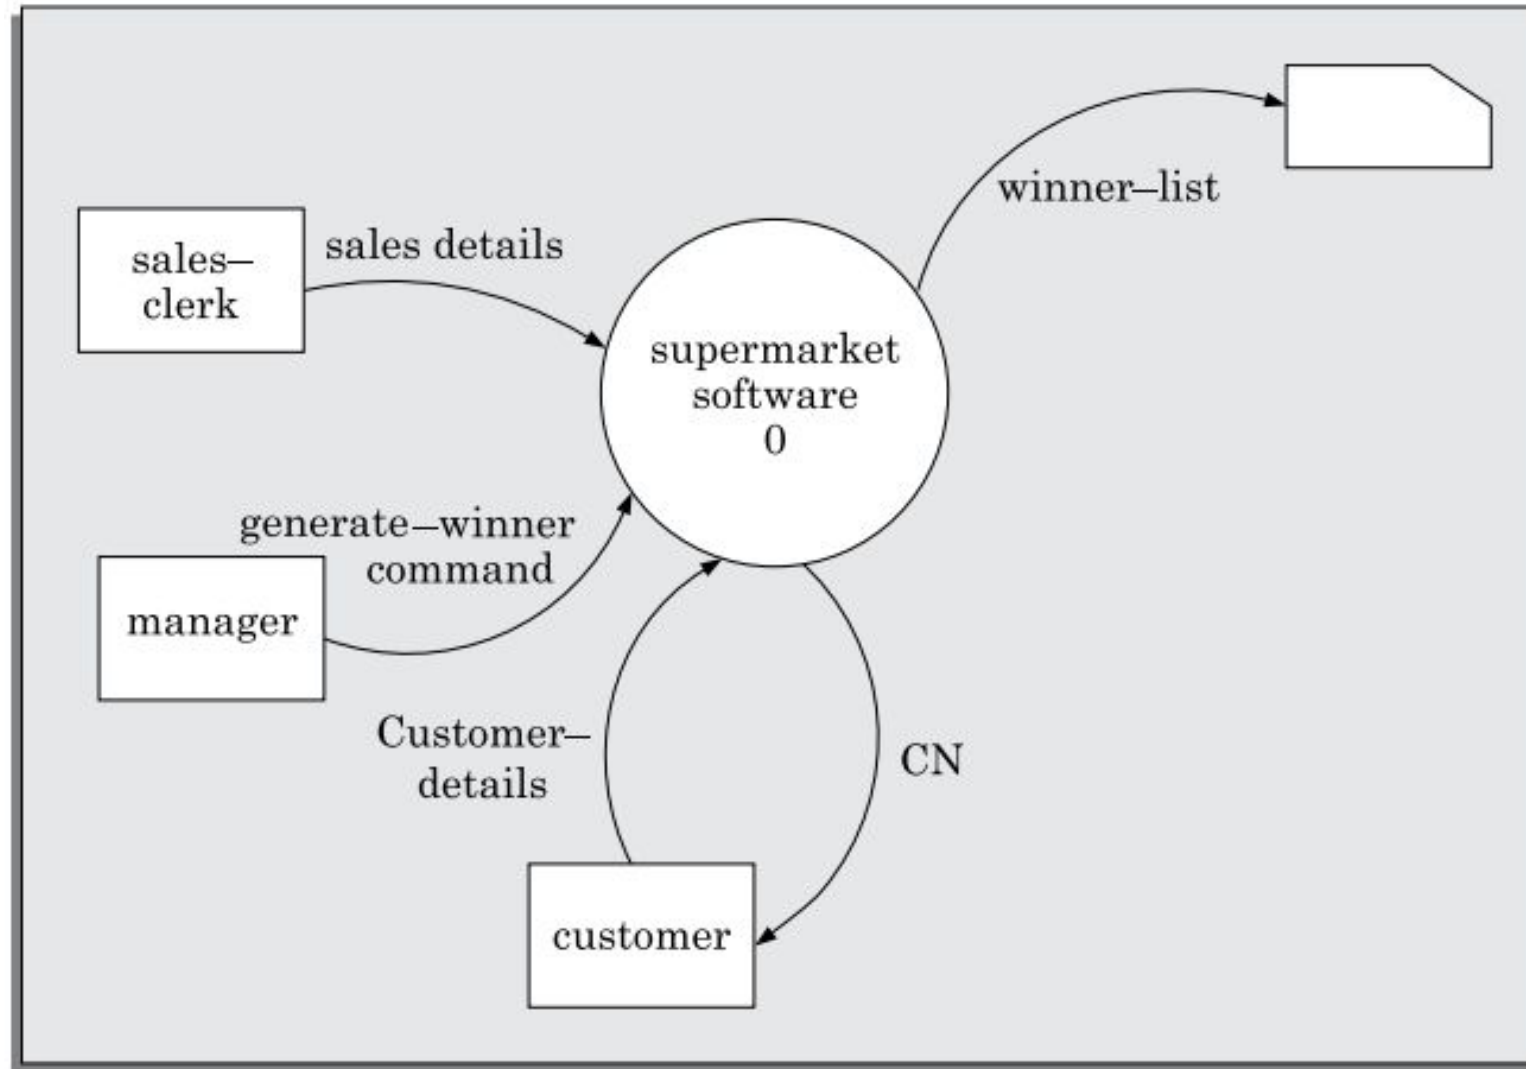 winner–list
sales–
clerk
sales details
supermarket
software
0
generate–winner
command
manager
Customer–
details
CN
customer